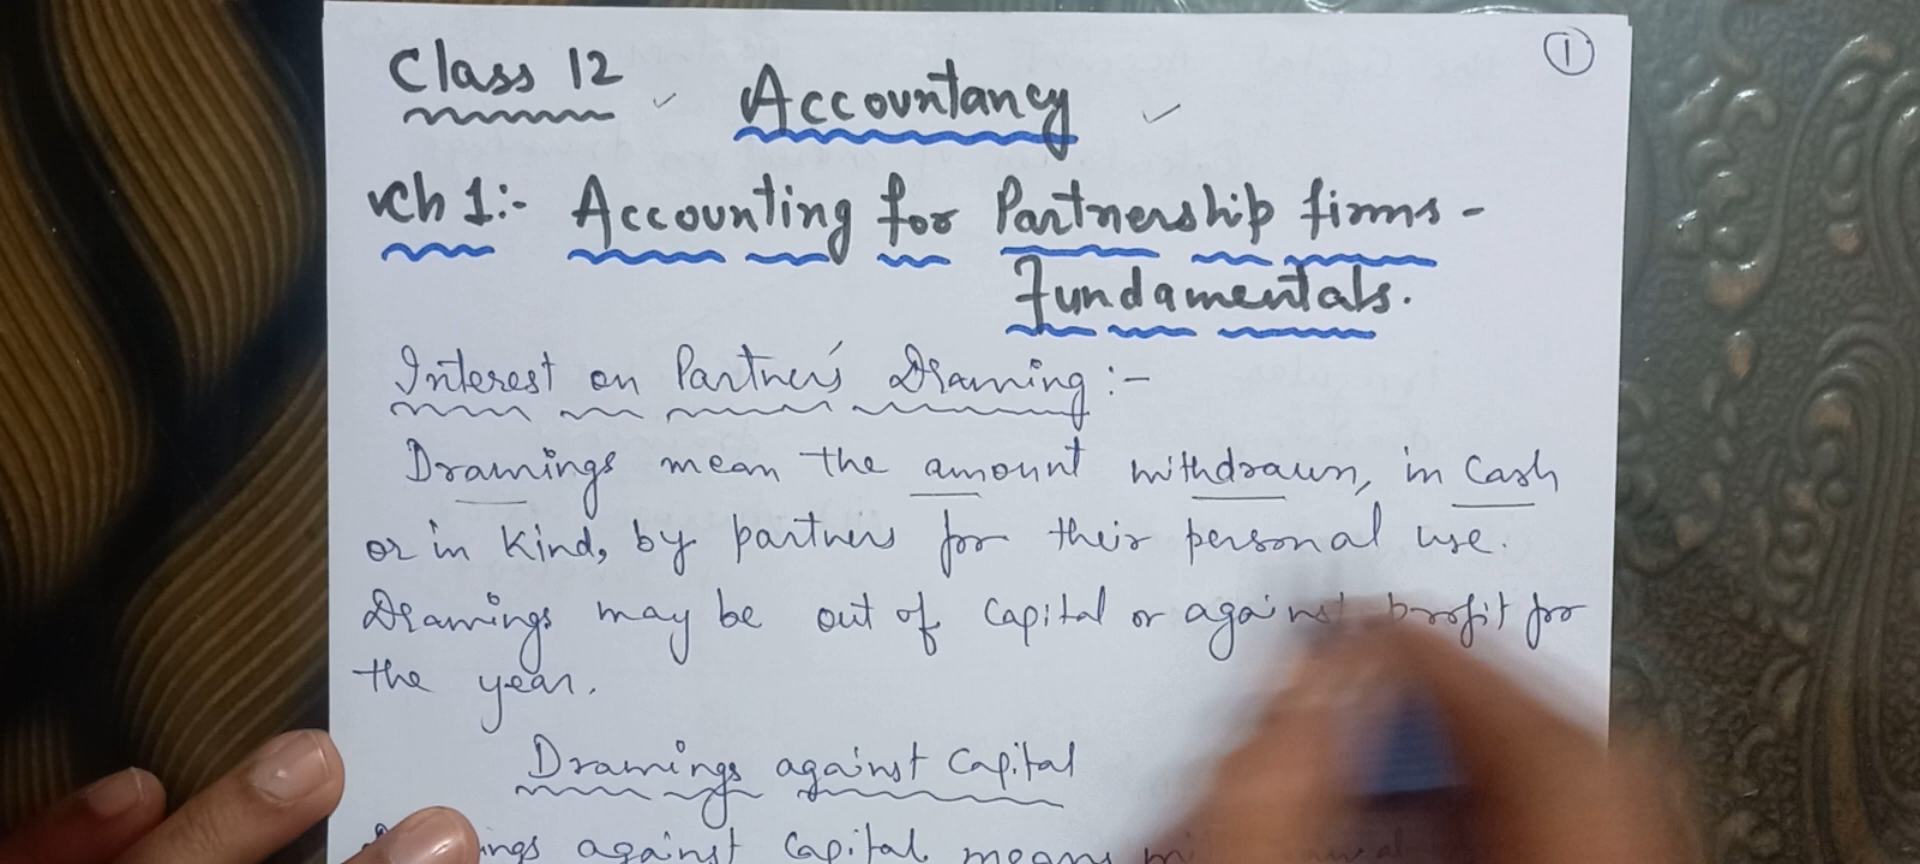 1
Class 12 Accountancy
Ch 1:- Accounting for Partnership firms -
Fundamentals.
Interest on Partner's Drawing :-
Drawings mean the amount withdrawn, in Cash
or in Kind, by partners for their personal use.
Drawings may be out of Capital or against profit for
the year.
Drawings against Capital
against Capital means